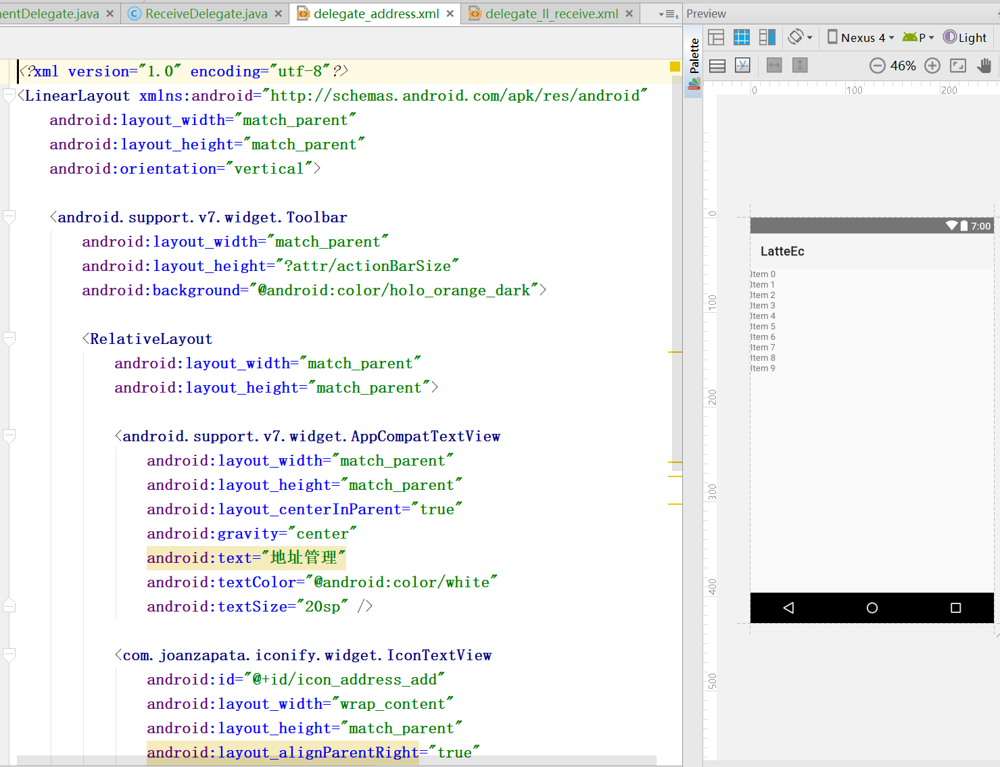 nentDelegate.java
ReceiveDelegate.java
delegate_address.xml
delegate_ll_receive.xml
6
Preview
<?xml version="1.0" encoding="utf-8"?>
<LinearLayout xmlns:android="http://schemas.android.com/apk/res/android"
android:layout_width="match_parent"
android:layout_height="match_parent"
android:orientation="vertical">
<android.support.v7.widget.Toolbar
android:layout_width="match_parent"
android:layout_height="?attr/actionBarSize"
android:background="@android:color/holo_orange_dark">
<RelativeLayout
android:layout_width="match_parent"
android:layout_height="match_parent">
<android.support.v7.widget.AppCompatTextView
android:layout_width="match_parent"
android:layout_height="match_parent"
android:layout_centerInParent="true"
android:gravity="center"
android:text="地址管理"
android:textColor="@android:color/white"
android:textSize="20sp" />
<com.joanzapata.iconify.widget.IconTextView
android:id="@+id/icon_address_add"
android:layout_width="wrap_content"
android:layout_height="match_parent"
android:layout_alignParentRight="true"
Palette
Nexus 4
P
Light
46%
0
100
200
0
100
200
300
400
500
7:00
LatteEc
Item 0
Item 1
Item 2
Item 3
Item 4
Item 5
Item 6
Item 7
Item 8
Item 9